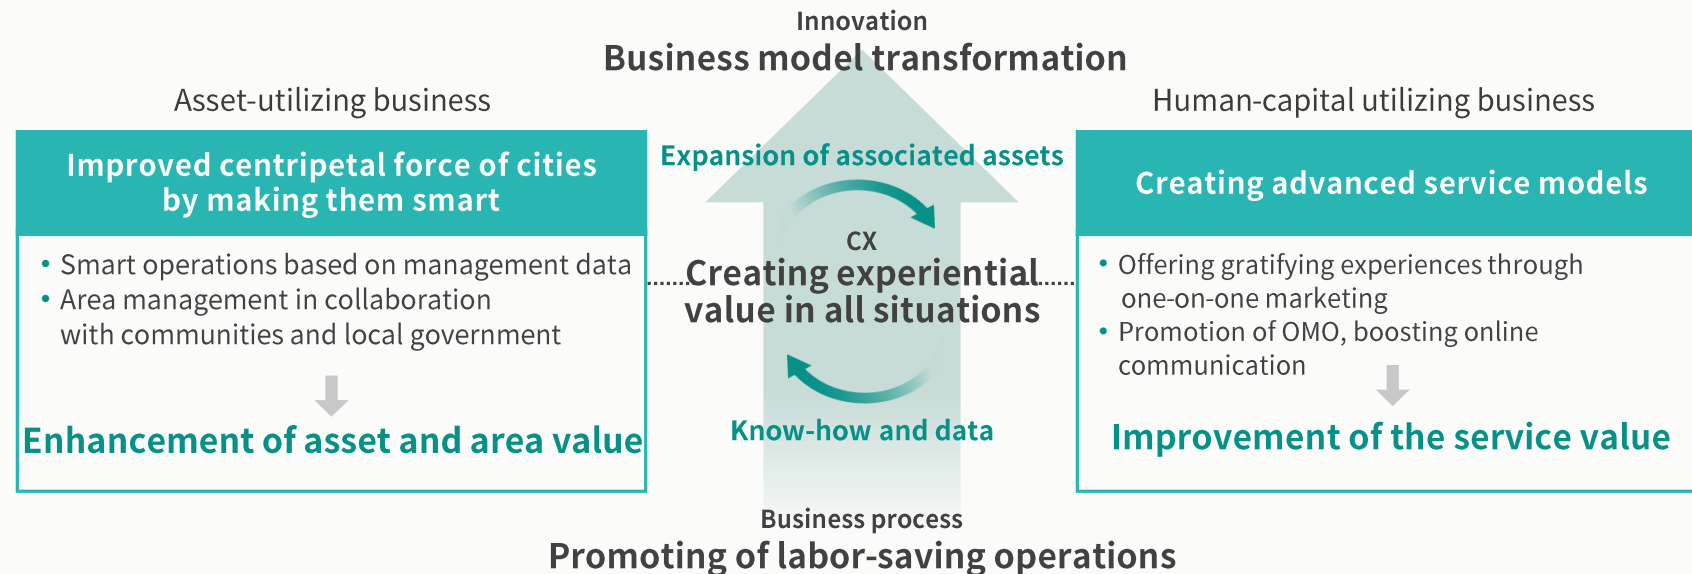 Innovation
Business model transformation
Asset-utilizing business
Improved centripetal force of cities
by making them smart
• Smart operations based on management data
• Area management in collaboration
with communities and local government
Enhancement of asset and area value
Expansion of associated assets
CX
Creating experiential
value in all situations
Know-how and data
Human-capital utilizing business
Creating advanced service models
• Offering gratifying experiences through
one-on-one marketing
• Promotion of OMO, boosting online
communication
Improvement of the service value
Business process
Promoting of labor-saving operations